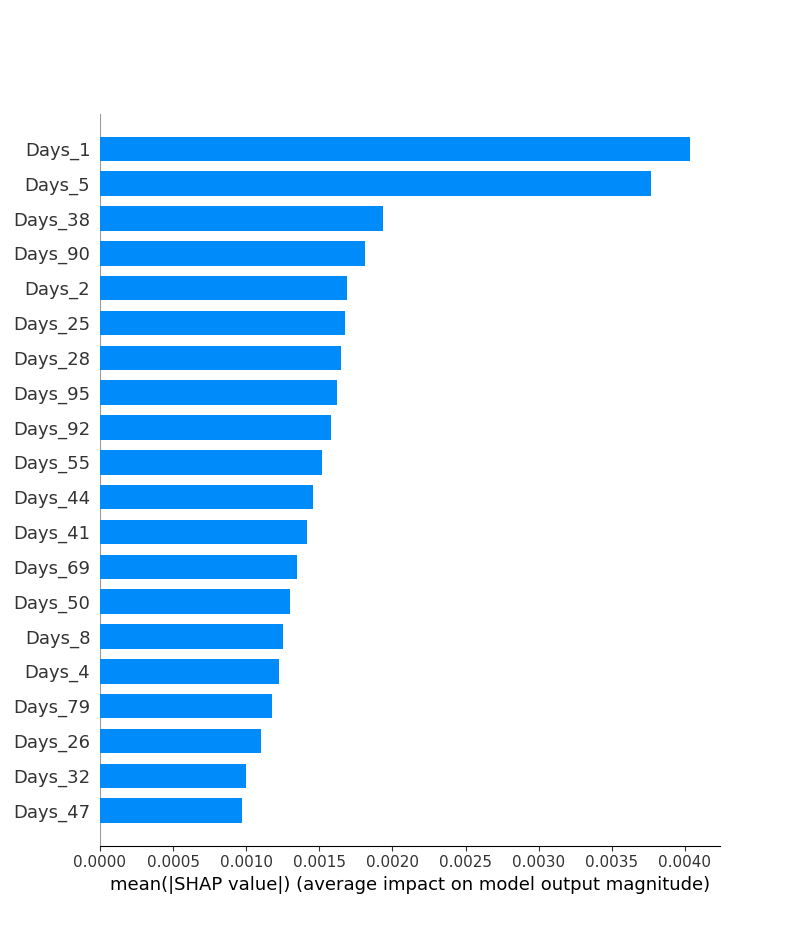 Days_1
Days_5
Days_38
Days_90
Days_2
Days_25
Days_28
Days_95
Days_92
Days_55
Days_44
Days_41
Days_69
Days_50
Days_8
Days_4
Days_79
Days_26
Days_32
Days_47
0.0000 0.0005 0.0010 0.0015 0.0020 0.0025 0.0030 0.0035 0.0040
mean(|SHAP value|) (average impact on model output magnitude)